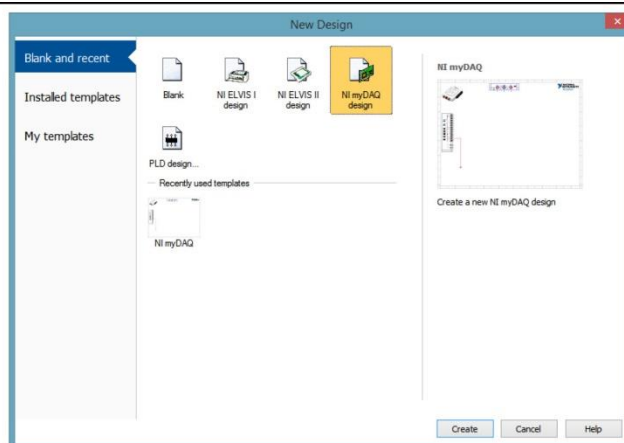 New Design
Blank and recent
Installed templates
My templates
Blank
NI ELVIS I
design
NI ELVIS II
design
NI myDAQ
design
PLD design...
Recently used templates
NI myDAQ
NI myDAQ
Create a new NI myDAQ design
Create
Cancel
Help